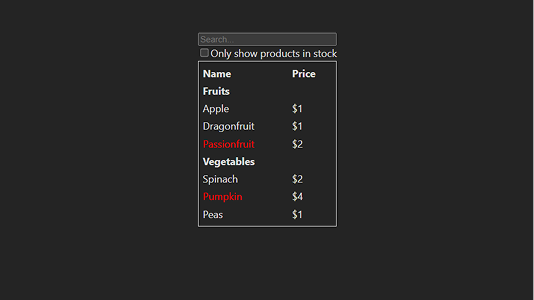 Search...
Only show products in stock
Name Price
Fruits
Apple $1
Dragonfruit $1
Passionfruit $2
Vegetables
Spinach $2
Pumpkin $4
Peas $1